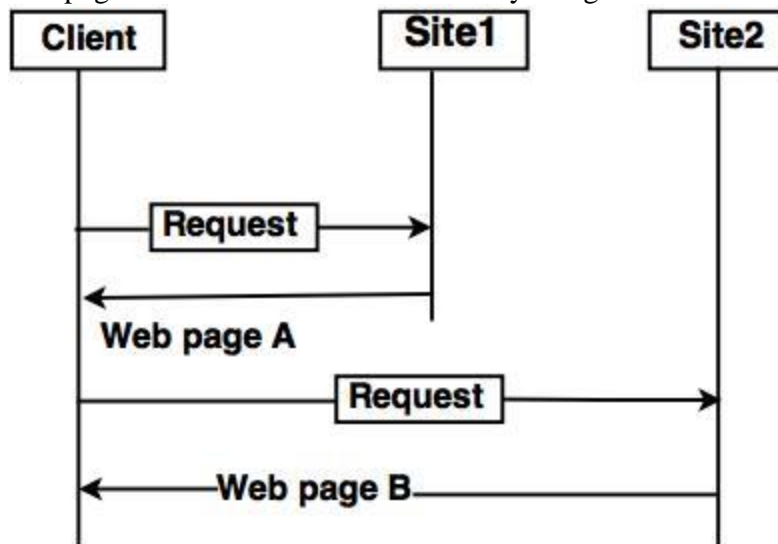 Client
Site1
Site2
Request
Web page A
Request
Web page B